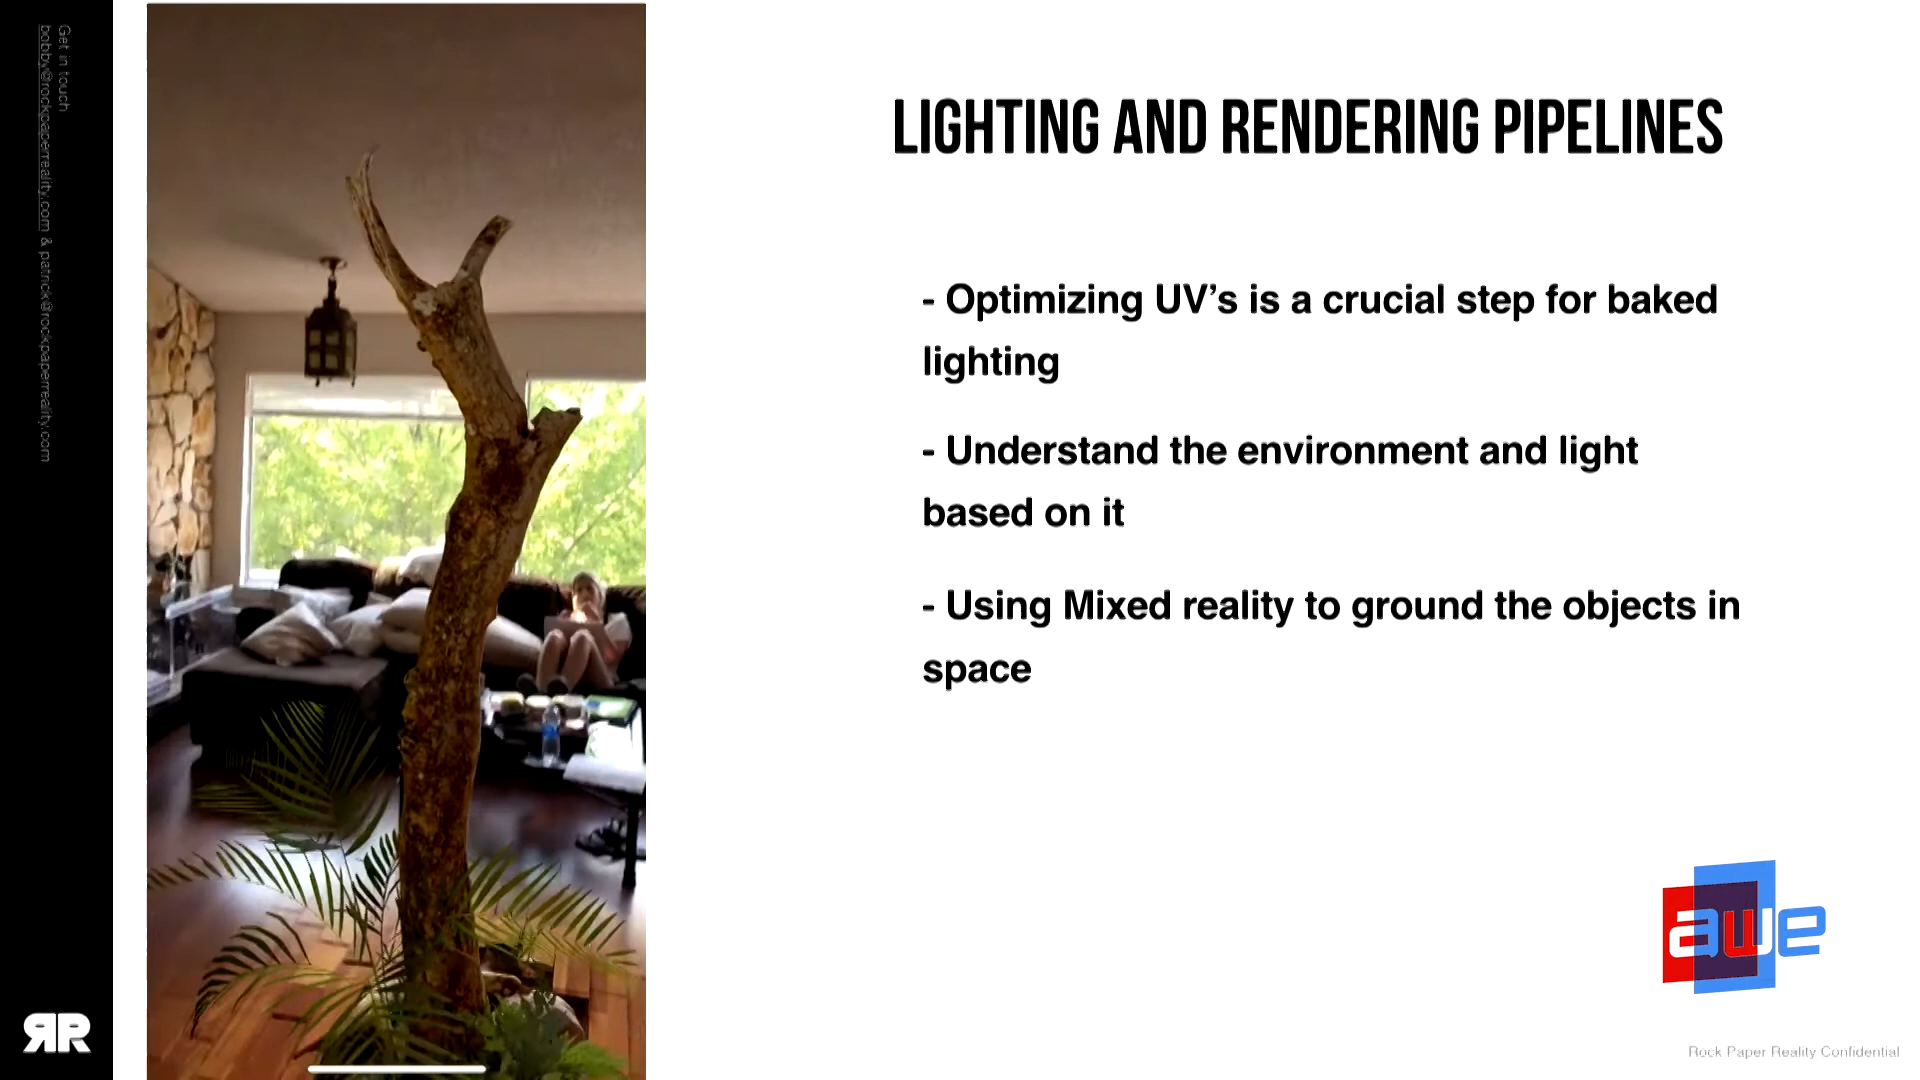 Get in touch
bobby@rockpaperreality.com & patrick@rockpaperreality.com
LIGHTING AND RENDERING PIPELINES
- Optimizing UV’s is a crucial step for baked
lighting
- Understand the environment and light
based on it
- Using Mixed reality to ground the objects in
space
awe
RR
Rock Paper Reality Confidential